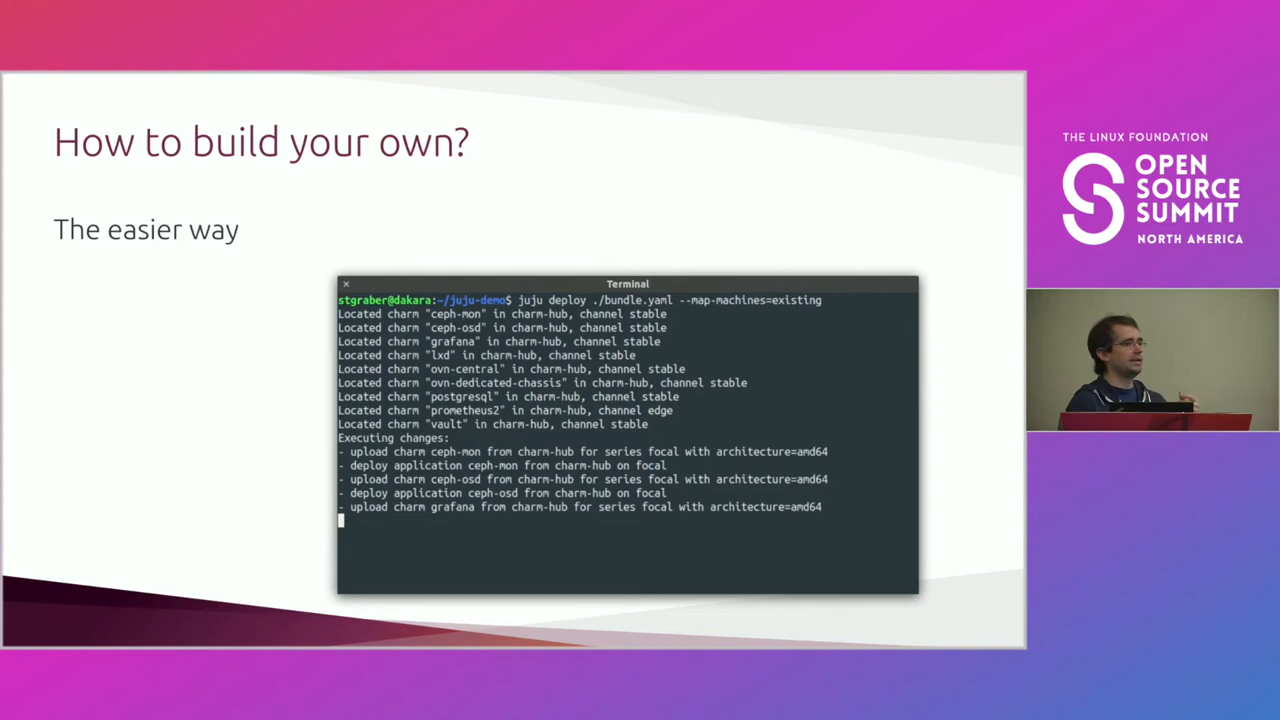 How to build your own?
The easier way
Terminal
stgraber@dakara:~/juju-demo$ juju deploy ./bundle.yaml --map-machines=existing
Located charm "ceph-mon" in charm-hub, channel stable
Located charm "ceph-osd" in charm-hub, channel stable
Located charm "grafana" in charm-hub, channel stable
Located charm "lxd" in charm-hub, channel stable
Located charm "ovn-central" in charm-hub, channel stable
Located charm "ovn-dedicated-chassis" in charm-hub, channel stable
Located charm "postgresql" in charm-hub, channel stable
Located charm "prometheus2" in charm-hub, channel edge
Located charm "vault" in charm-hub, channel stable
Executing changes:
- upload charm ceph-mon from charm-hub for series focal with architecture=amd64
- deploy application ceph-mon from charm-hub on focal
- upload charm ceph-osd from charm-hub for series focal with architecture=amd64
- deploy application ceph-osd from charm-hub on focal
- upload charm grafana from charm-hub for series focal with architecture=amd64
THE LINUX FOUNDATION
OPEN
SOURCE
SUMMIT
NORTH AMERICA